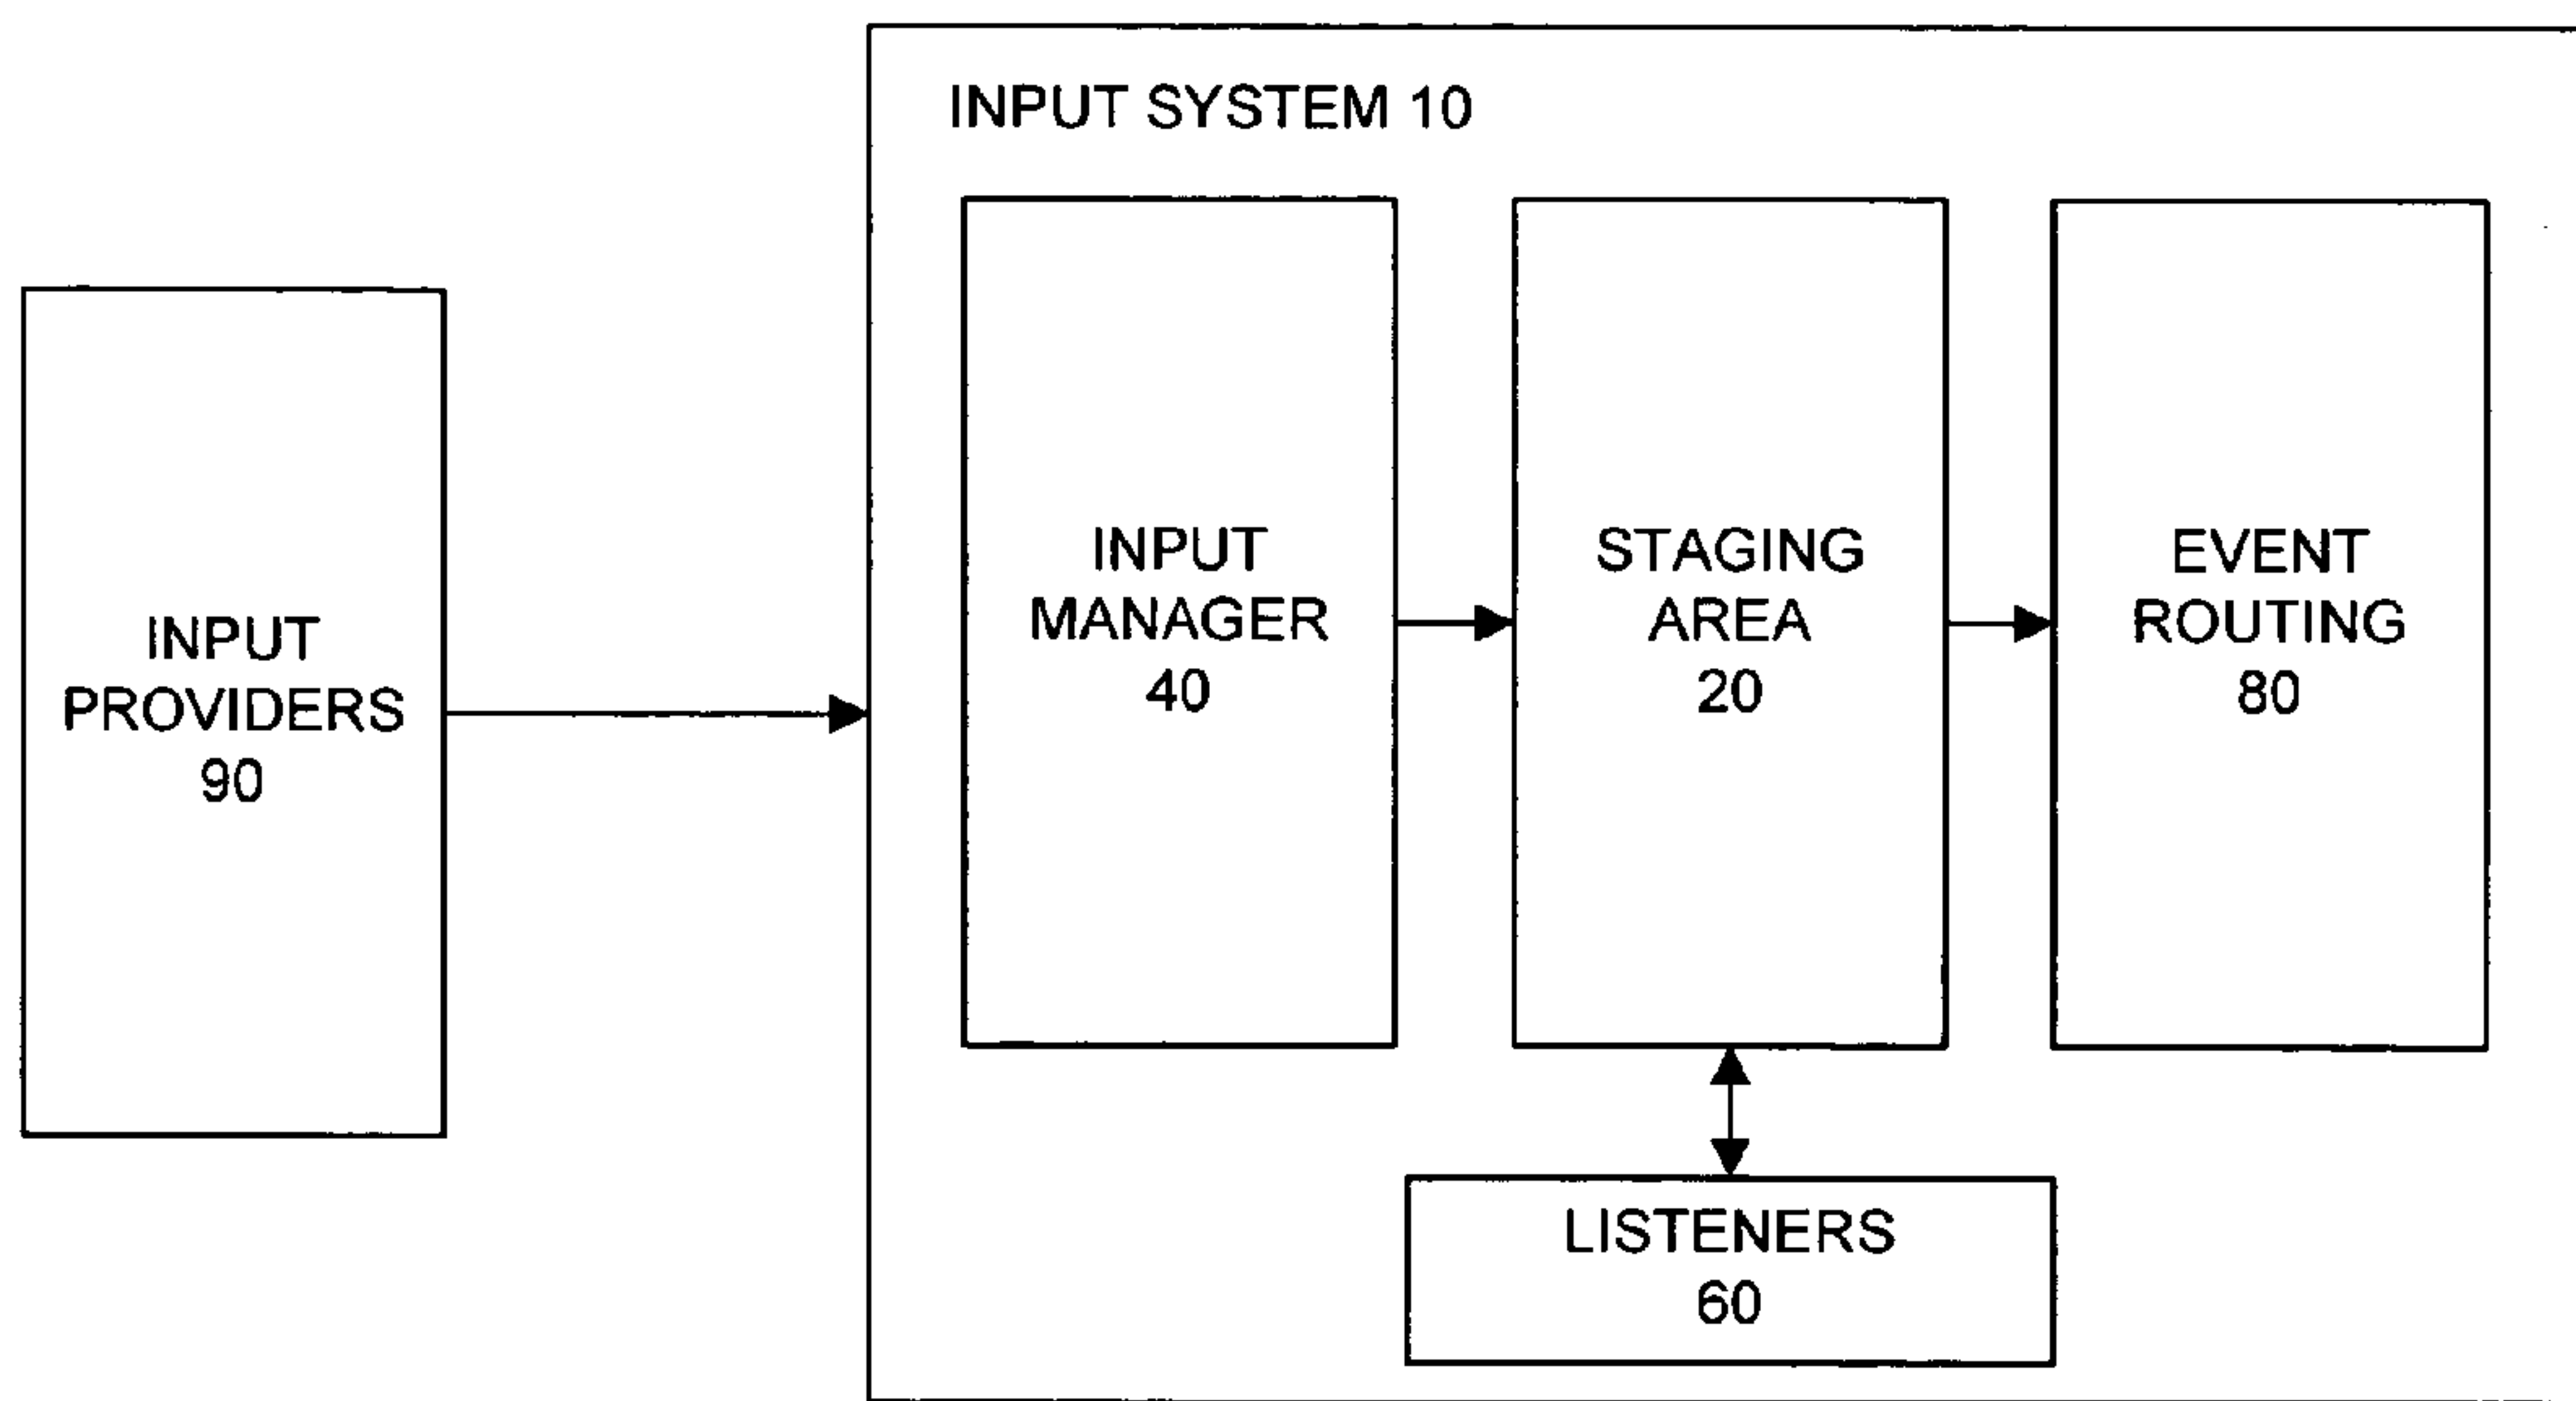 INPUT SYSTEM 10
INPUT
PROVIDERS
90
INPUT
MANAGER
40
STAGING
AREA
20
EVENT
ROUTING
80
LISTENERS
60